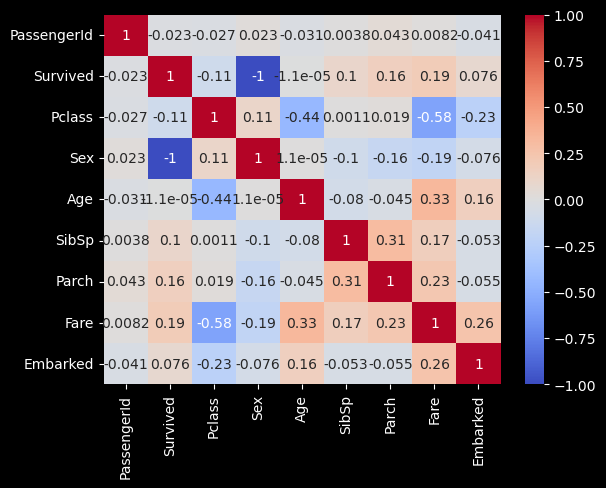 PassengerId 1 -0.023 -0.027 0.023 -0.031 0.0038 0.043 0.0082 -0.041
Survived -0.023 1 -0.11 -1 -1.1e-05 0.1 0.16 0.19 0.076
Pclass -0.027 -0.11 1 0.11 -0.44 0.0011 0.019 -0.58 -0.23
Sex 0.023 -1 0.11 1 1.1e-05 -0.1 -0.16 -0.19 -0.076
Age -0.031 -1.1e-05 -0.44 1.1e-05 1 -0.08 -0.045 0.33 0.16
SibSp 0.0038 0.1 0.0011 -0.1 -0.08 1 0.31 0.17 -0.053
Parch 0.043 0.16 0.019 -0.16 -0.045 0.31 1 0.23 -0.055
Fare 0.0082 0.19 -0.58 -0.19 0.33 0.17 0.23 1 0.26
Embarked -0.041 0.076 -0.23 -0.076 0.16 -0.053 -0.055 0.26 1
PassengerId
Survived
Pclass
Sex
Age
SibSp
Parch
Fare
Embarked
1.00
0.75
0.50
0.25
0.00
−0.25
−0.50
−0.75
−1.00